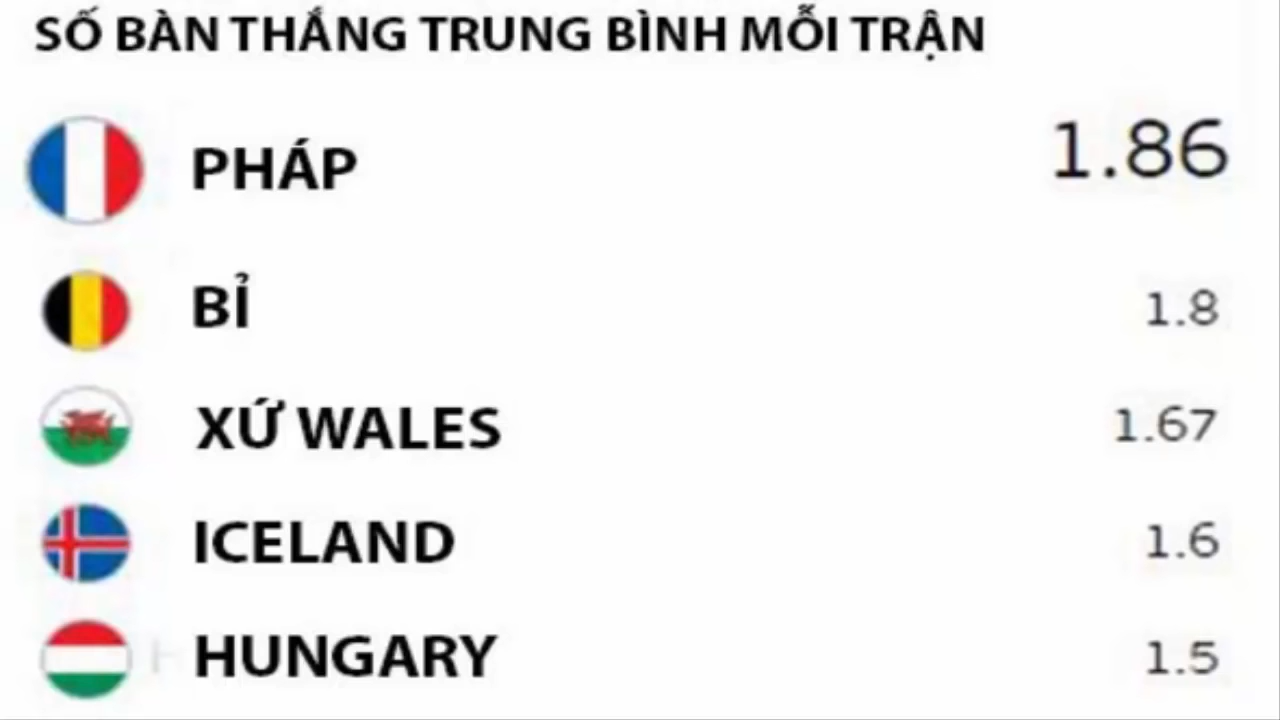 SỐ BÀN THẮNG TRUNG BÌNH MỖI TRẬN
PHÁP 1.86
BỈ 1.8
XỨ WALES 1.67
ICELAND 1.6
HUNGARY 1.5